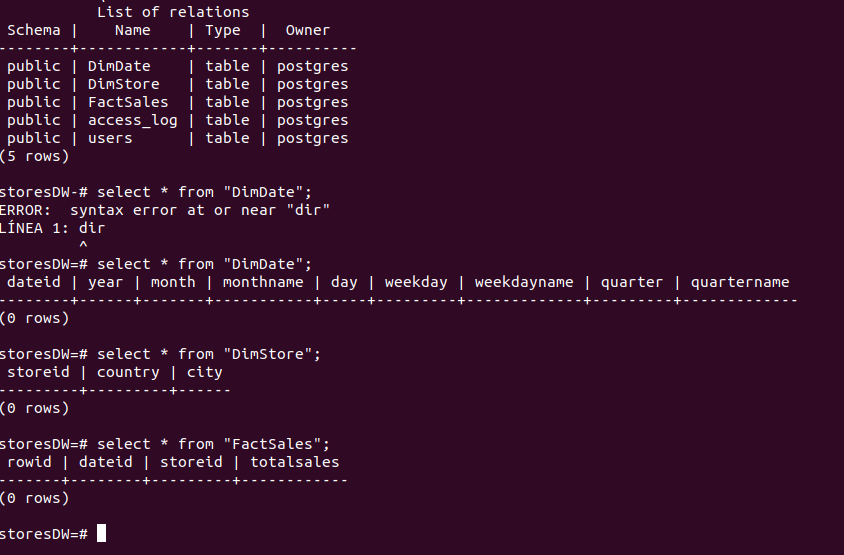 List of relations
Schema |    Name    | Type  |  Owner
--------+------------+-------+----------
public | DimDate    | table | postgres
public | DimStore   | table | postgres
public | FactSales  | table | postgres
public | access_log | table | postgres
public | users      | table | postgres
(5 rows)
storesDW-# select * from "DimDate";
ERROR:  syntax error at or near "dir"
LÍNEA 1: dir
         ^
storesDW=# select * from "DimDate";
dateid | year | month | monthname | day | weekday | weekdayname | quarter | quartername
--------+------+-------+-----------+-----+---------+-------------+---------+-------------
(0 rows)
storesDW=# select * from "DimStore";
storeid | country | city
---------+---------+------
(0 rows)
storesDW=# select * from "FactSales";
rowid | dateid | storeid | totalsales
-------+--------+---------+------------
(0 rows)
storesDW=#